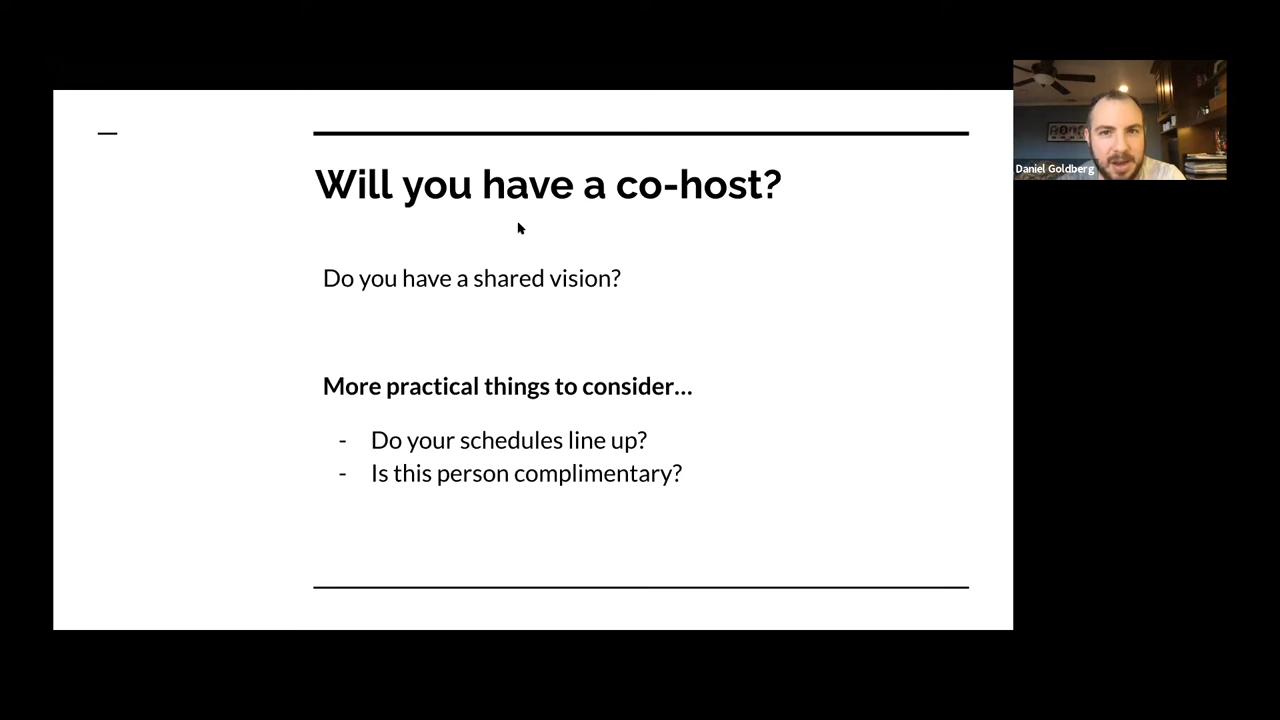 Will you have a co-host?
Do you have a shared vision?
More practical things to consider...
- Do your schedules line up?
- Is this person complimentary?
Daniel Goldberg